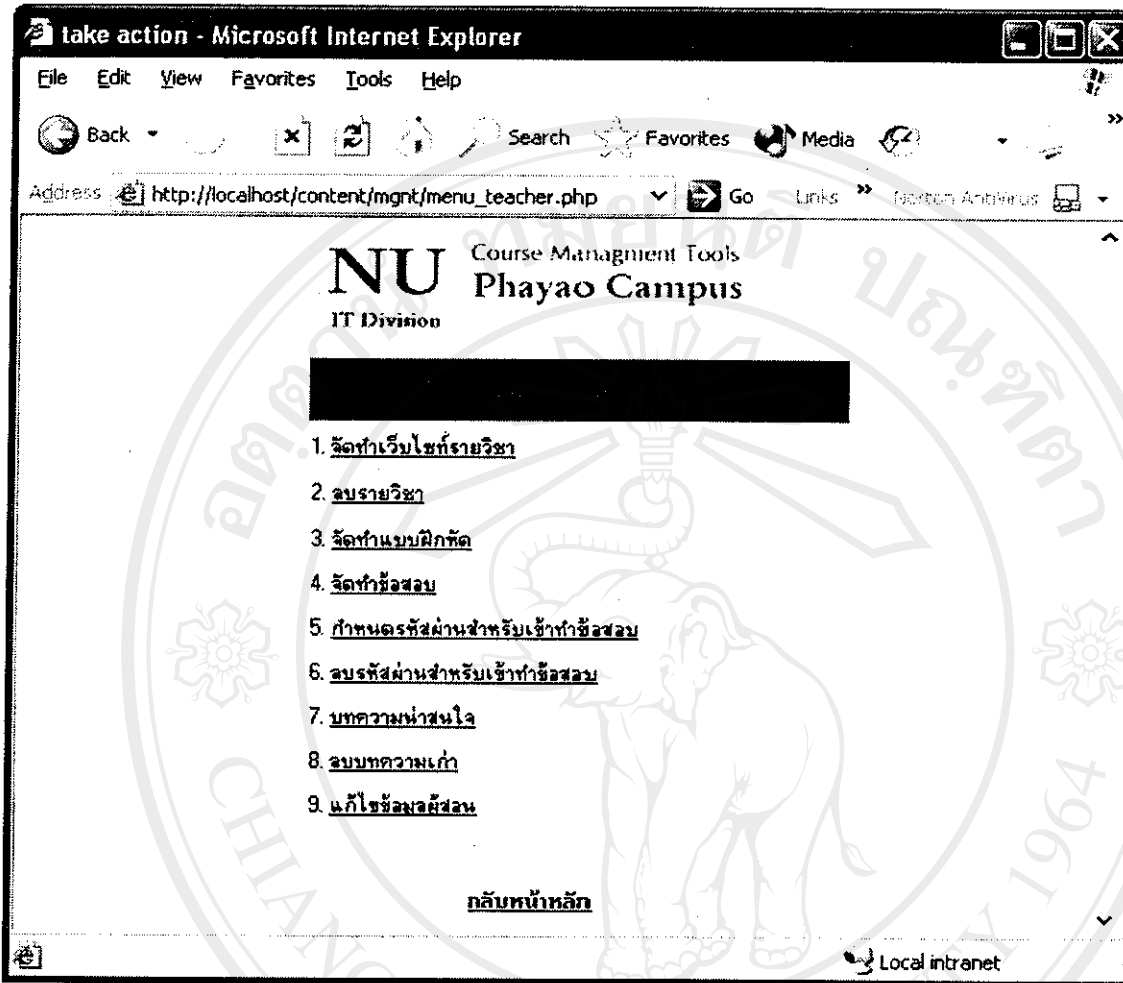 take action - Microsoft Internet Explorer
File Edit View Favorites Tools Help
Back Search Favorites Media
Address http://localhost/content/mgnt/menu_teacher.php Go Links » Norton AntiVirus
NU Course Managment Tools
Phayao Campus
IT Division
1. จัดทำเว็บไซท์รายวิชา
2. ลบรายวิชา
3. จัดทำแบบฝึกหัด
4. จัดทำข้อสอบ
5. กำหนดรหัสผ่านสำหรับเข้าทำข้อสอบ
6. ลบรหัสผ่านสำหรับเข้าทำข้อสอบ
7. บทความน่าสนใจ
8. ลบบทความเก่า
9. แก้ไขข้อมูลผู้สอน
กลับหน้าหลัก
Local intranet
1964